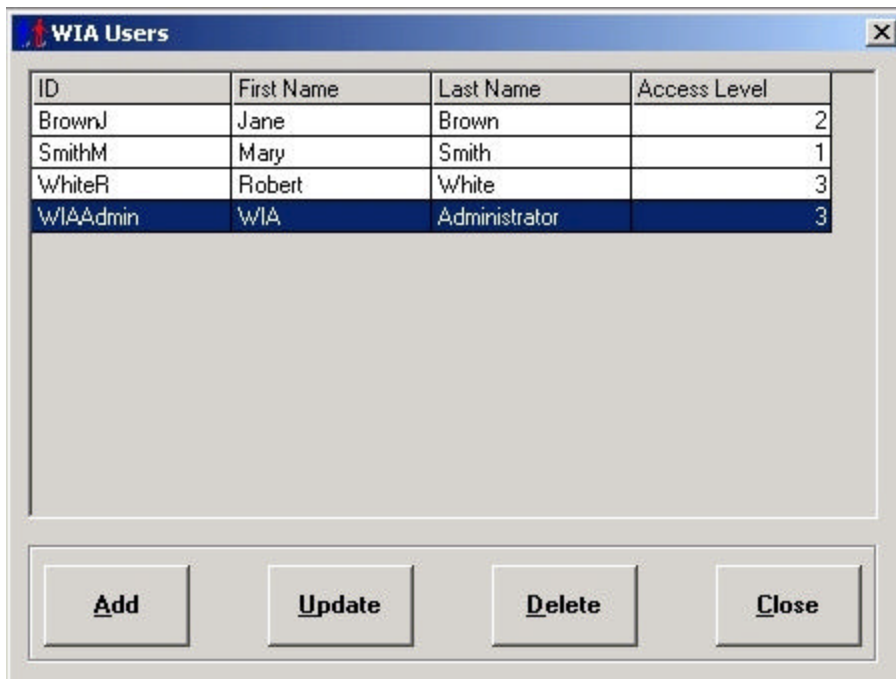 WIA Users
ID First Name Last Name Access Level
BrownJ Jane Brown 2
SmithM Mary Smith 1
WhiteR Robert White 3
WIAAdmin WIA Administrator 3
Add Update Delete Close